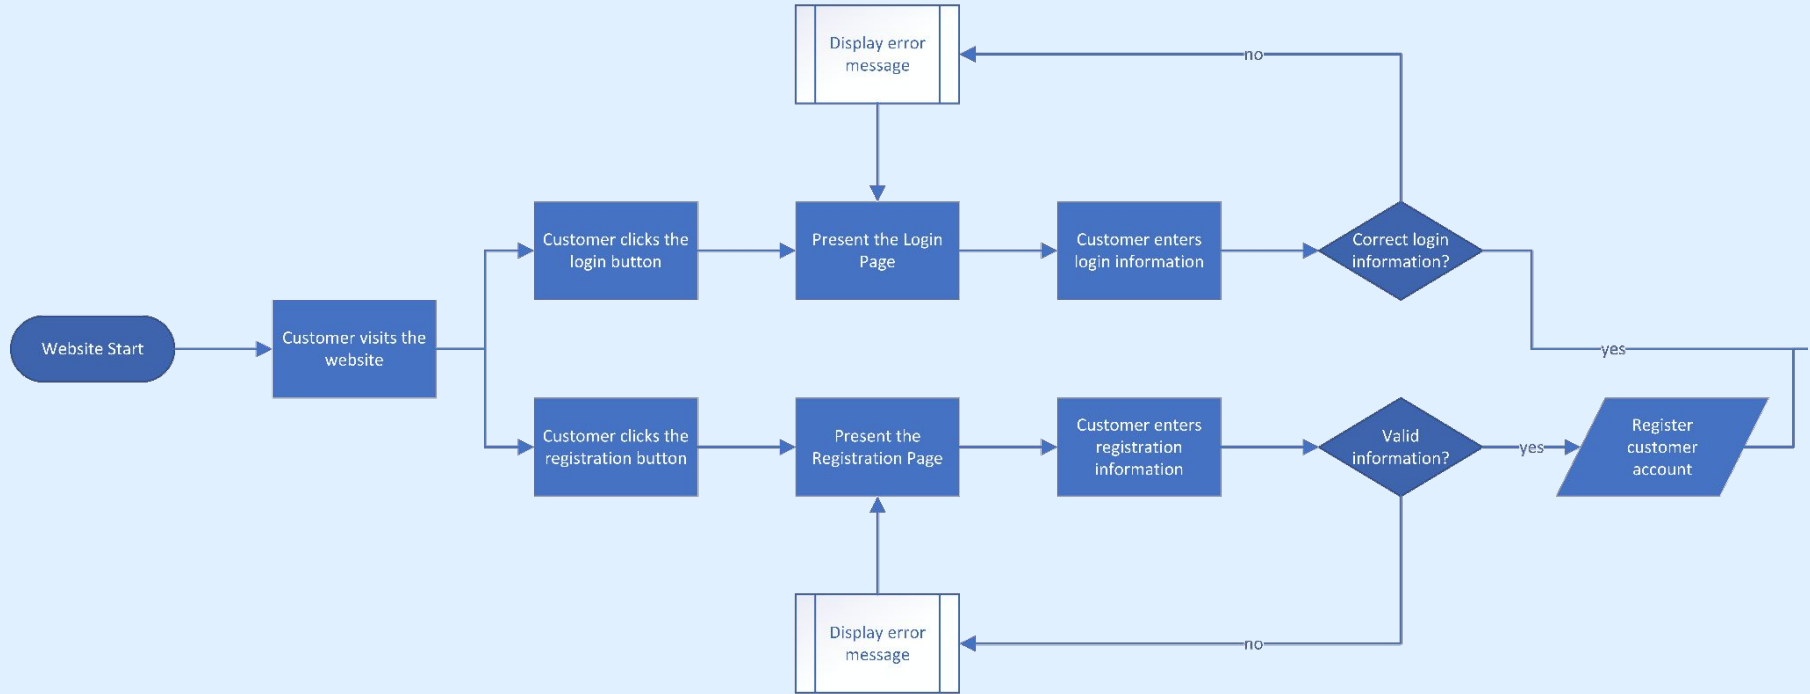 Display error
message
no
Customer clicks the
login button
Present the Login
Page
Customer enters
login information
Correct login
information?
Website Start
Customer visits the
website
yes
Customer clicks the
registration button
Present the
Registration Page
Customer enters
registration
information
Valid
information?
yes
Register
customer
account
Display error
message
no